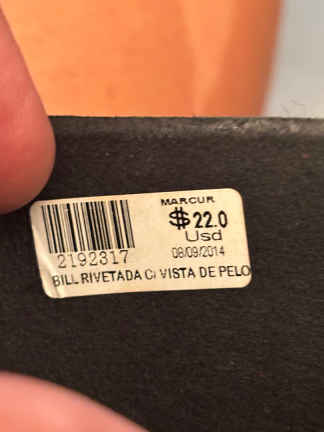 MARCUR
$22.0
Usd
2192317
08/09/2014
BILL RIVETADA C/ VISTA DE PELO